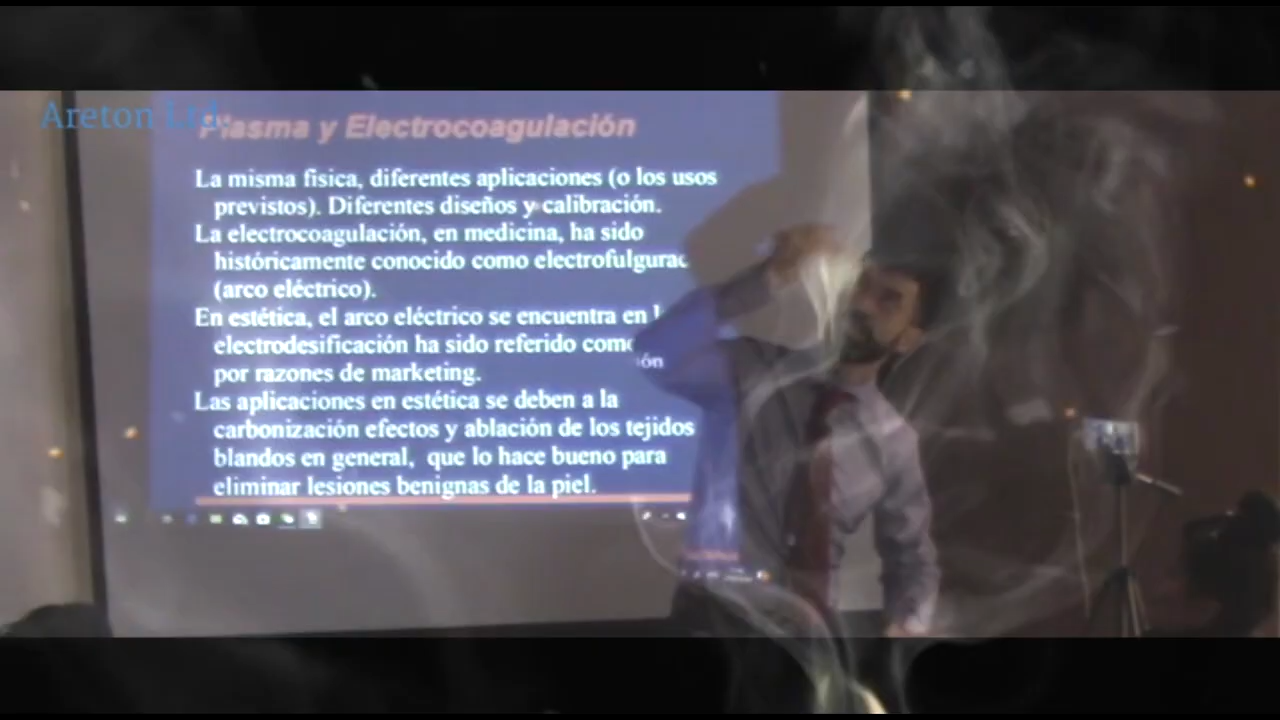 Areton Ltd.
Plasma y Electrocoagulación
La misma fisica, diferentes aplicaciones (o los usos
previstos). Diferentes diseños y calibración.
La electrocoagulación, en medicina, ha sido
históricamente conocido como electrofulgurac
(arco eléctrico).
En estética, el arco eléctrico se encuentra en l
electrodesificación ha sido referido como
ión
por razones de marketing.
Las aplicaciones en estética se deben a la
carbonización efectos y ablación de los tejidos
blandos en general, que lo hace bueno para
eliminar lesiones benignas de la piel.